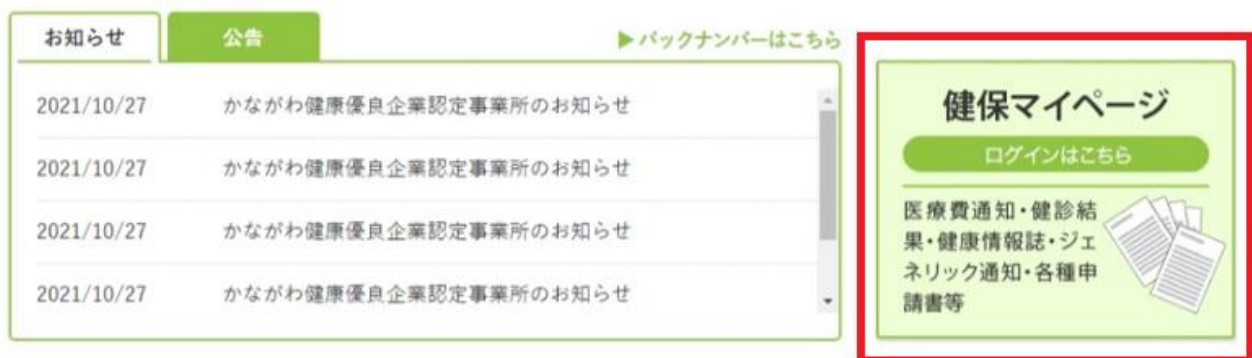 お知らせ
公告
▶バックナンバーはこちら
2021/10/27 かながわ健康優良企業認定事業所のお知らせ
2021/10/27 かながわ健康優良企業認定事業所のお知らせ
2021/10/27 かながわ健康優良企業認定事業所のお知らせ
2021/10/27 かながわ健康優良企業認定事業所のお知らせ
健保マイページ
ログインはこちら
医療費通知・健診結
果・健康情報誌・ジェ
ネリック通知・各種申
請書等